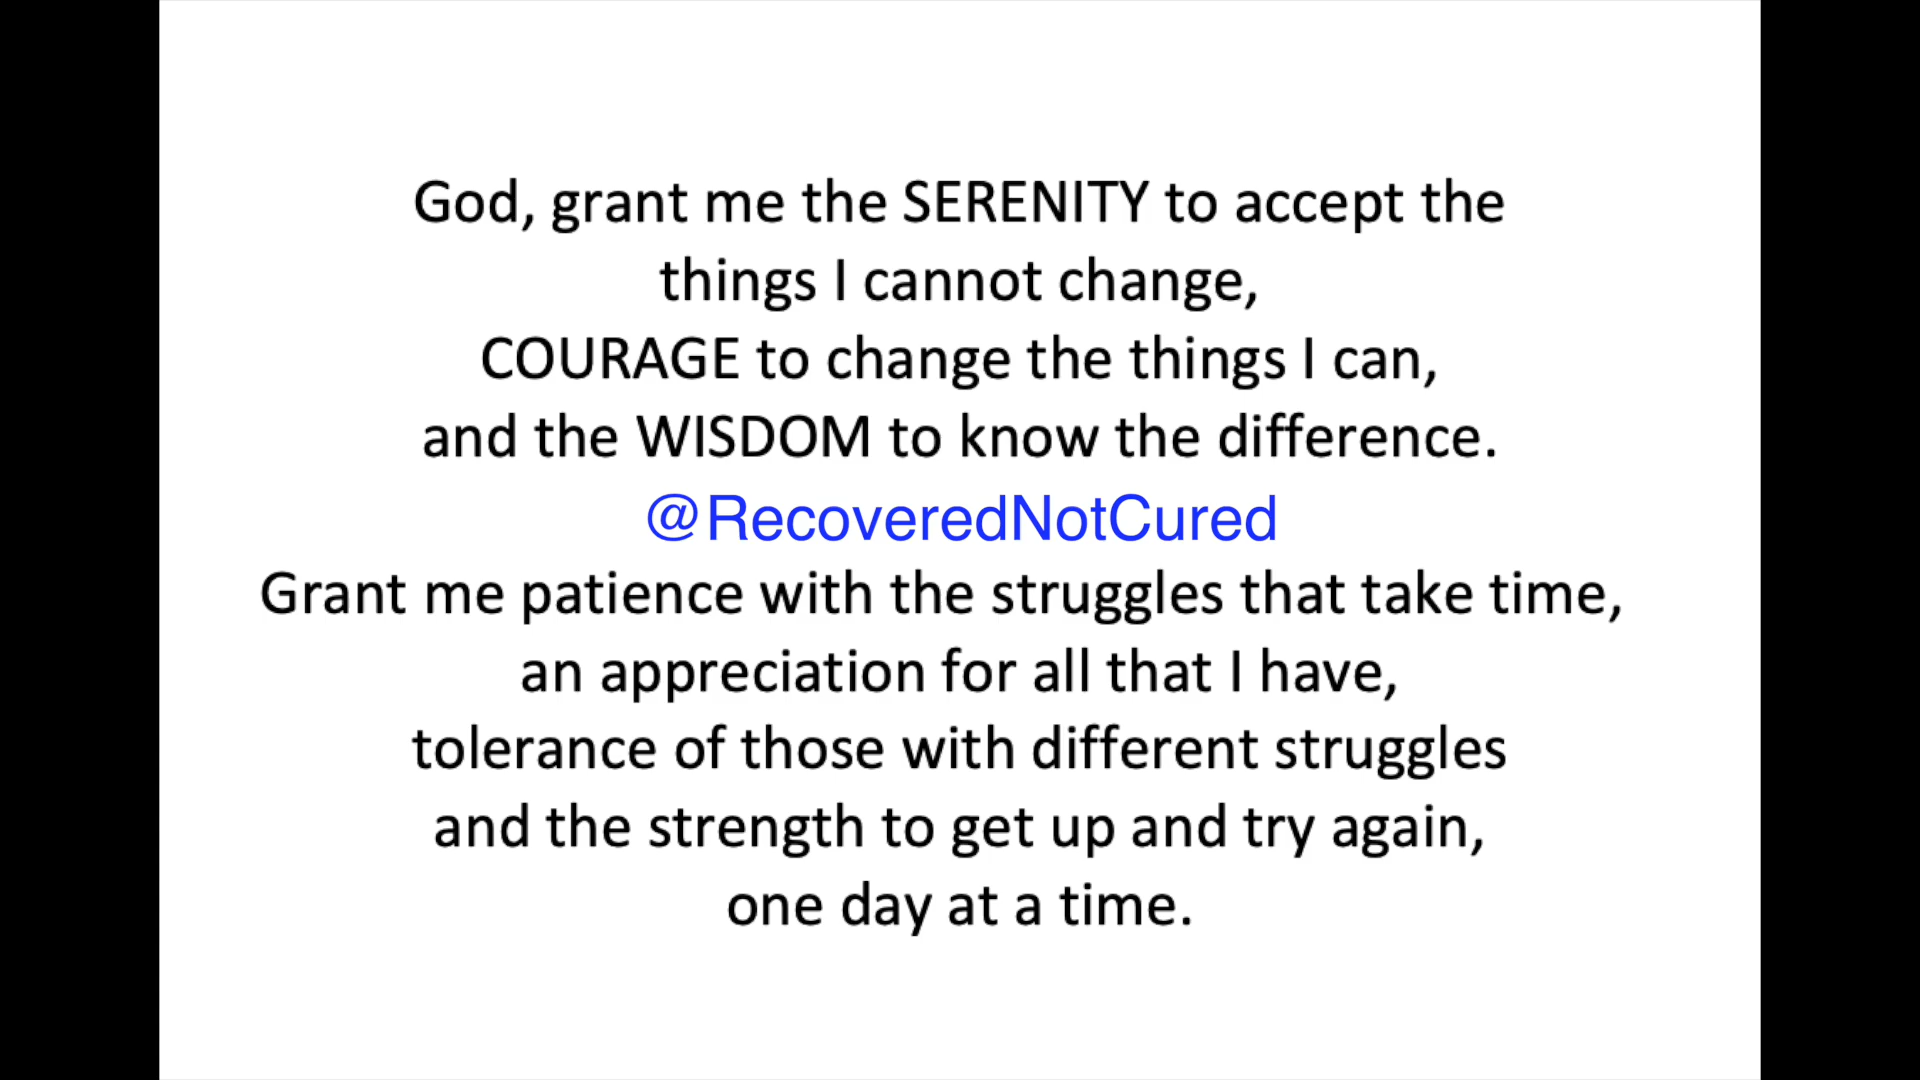 God, grant me the SERENITY to accept the
things I cannot change,
COURAGE to change the things I can,
and the WISDOM to know the difference.
@RecoveredNotCured
Grant me patience with the struggles that take time,
an appreciation for all that I have,
tolerance of those with different struggles
and the strength to get up and try again,
one day at a time.